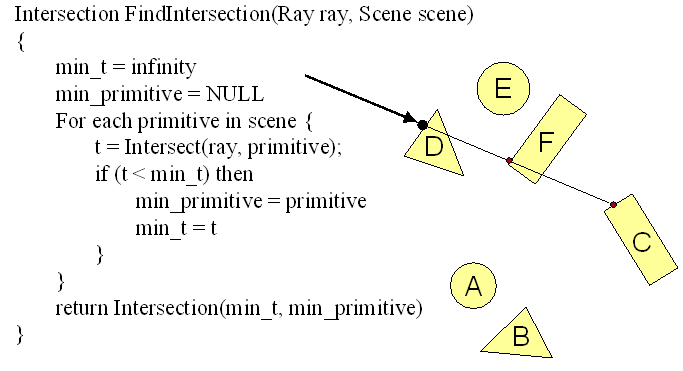 Intersection FindIntersection(Ray ray, Scene scene)
{
min_t = infinity
min_primitive = NULL
For each primitive in scene {
t = Intersect(ray, primitive);
if (t < min_t) then
min_primitive = primitive
min_t = t
}
}
return Intersection(min_t, min_primitive)
}
E
D
F
C
A
B